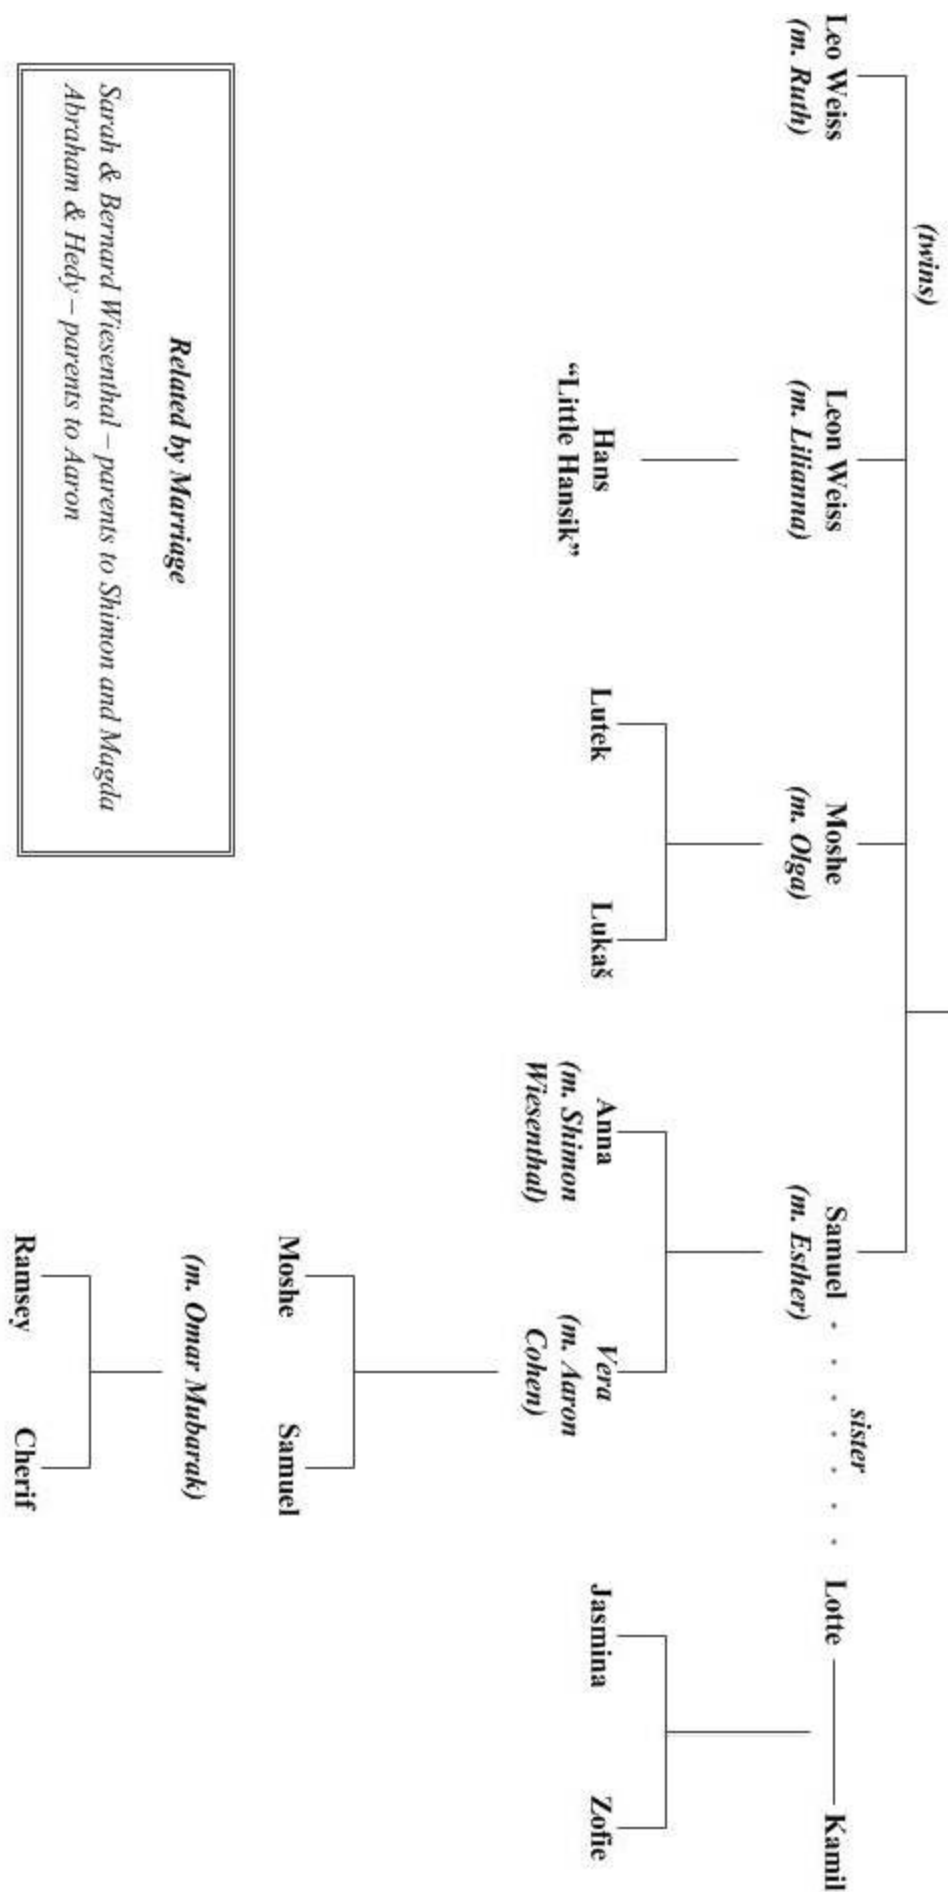 (twins)
Leo Weiss
(m. Ruth)
Leon Weiss
(m. Lilianna)
Moshe
(m. Olga)
Samuel
(m. Esther)
sister
Lotte
Kamil
Hans
“Little Hansik”
Lutek
Lukaš
Anna
(m. Shimon
Wiesenthal)
Vera
(m. Aaron
Cohen)
Jasmina
Zofie
Moshe
Samuel
(m. Omar Mubarak)
Ramsey
Cherif
Related by Marriage
Sarah & Bernard Wiesenthal – parents to Shimon and Magda
Abraham & Hedy – parents to Aaron